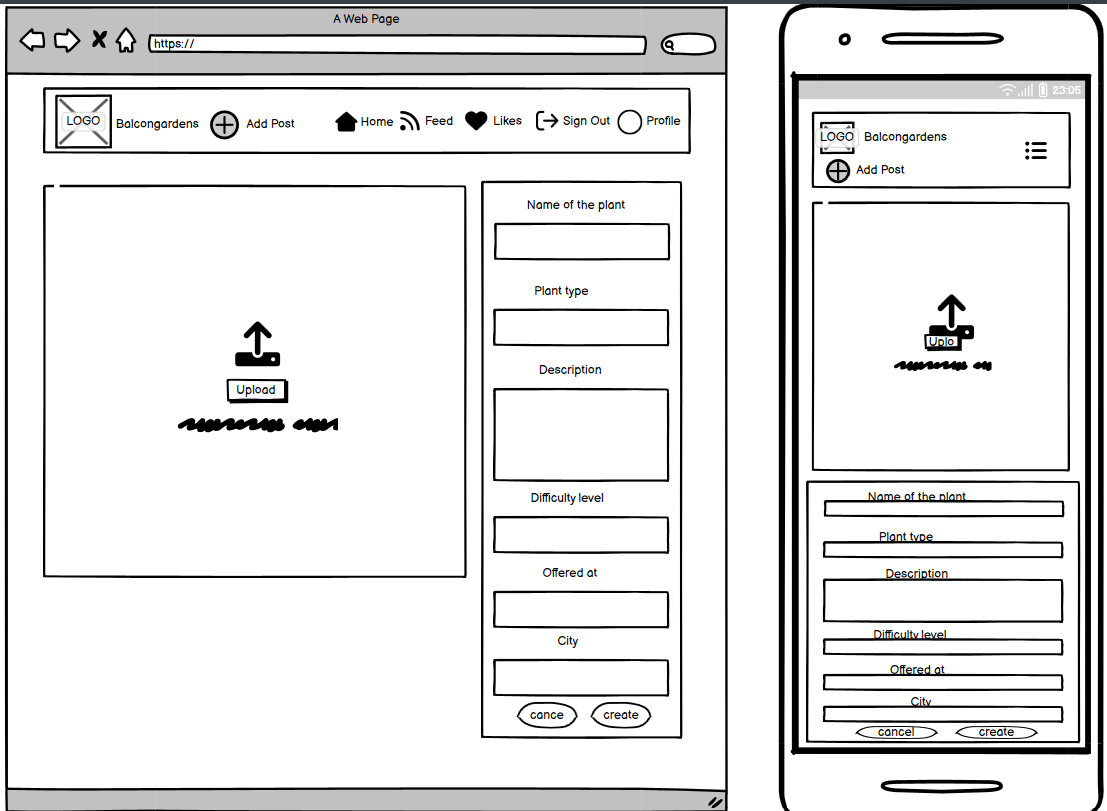 A Web Page
https://
LOGO Balcongardens Add Post Home Feed Likes Sign Out Profile
Upload
Name of the plant
Plant type
Description
Difficulty level
Offered at
City
cance create
23:05
LOGO Balcongardens
Add Post
Uplo
Name of the plant
Plant type
Description
Difficulty level
Offered at
City
cancel create